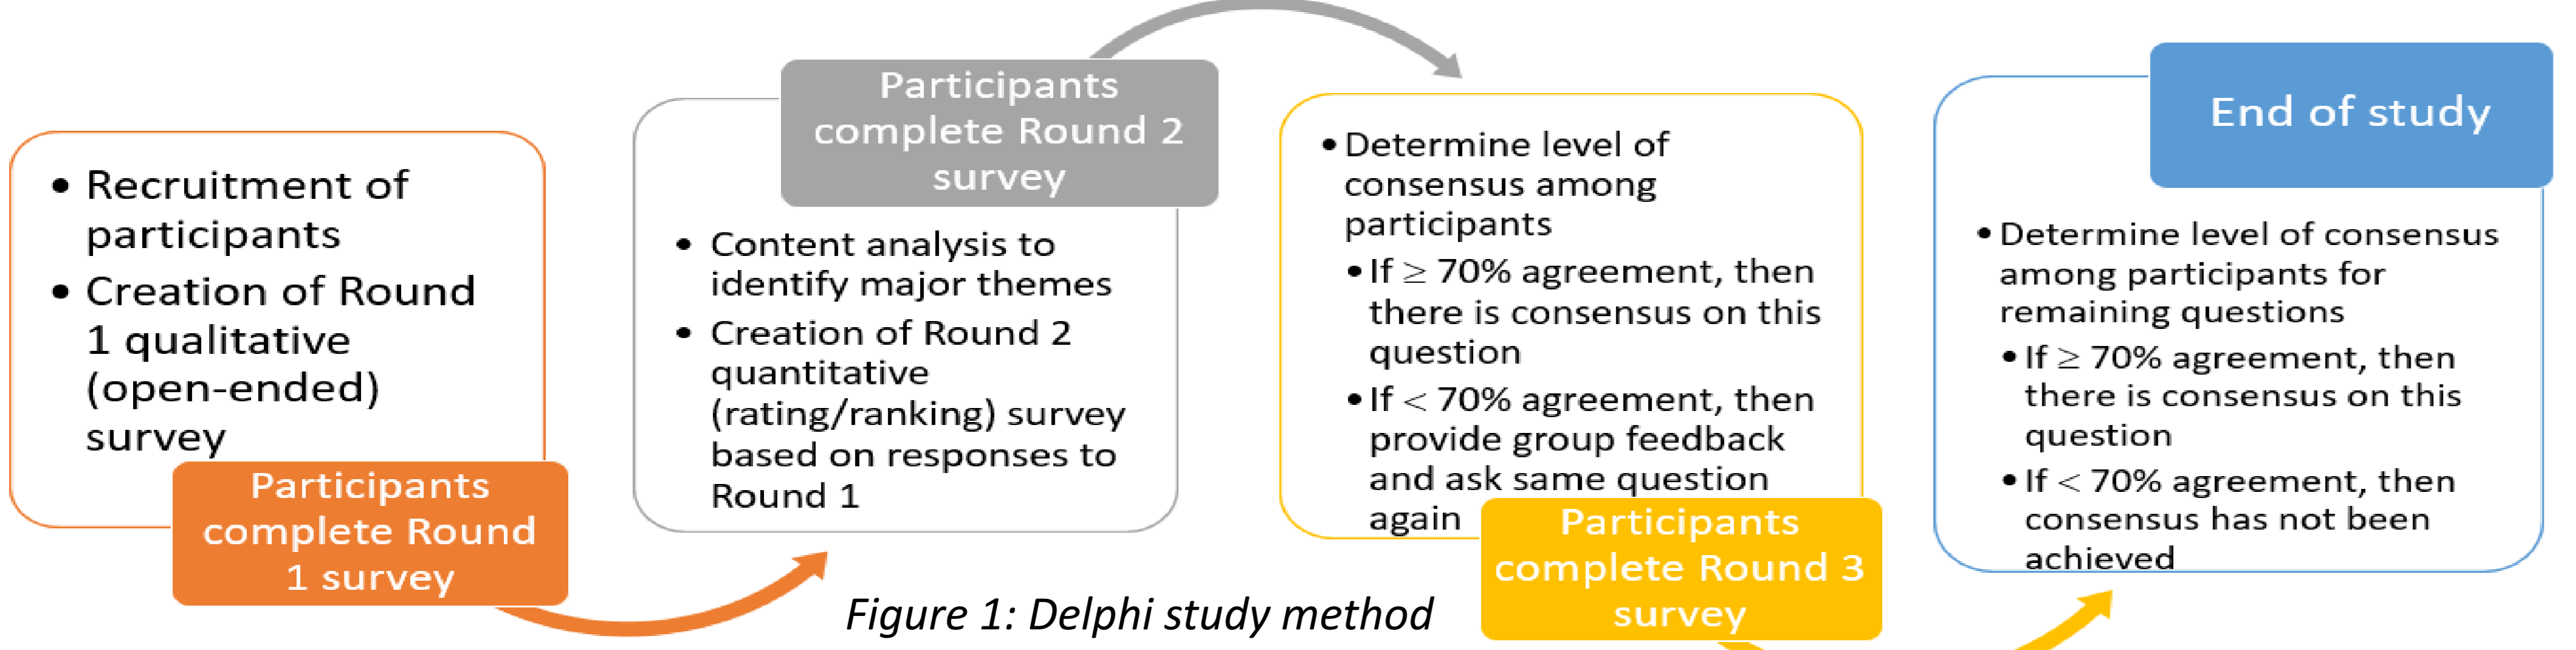 • Recruitment of
participants
• Creation of Round
1 qualitative
(open-ended)
survey
Participants
complete Round
1 survey
Participants
complete Round 2
survey
• Content analysis to
identify major themes
• Creation of Round 2
quantitative
(rating/ranking) survey
based on responses to
Round 1
• Determine level of
consensus among
participants
• If ≥ 70% agreement, then
there is consensus on this
question
• If < 70% agreement, then
provide group feedback
and ask same question
again
Participants
complete Round 3
survey
End of study
• Determine level of consensus
among participants for
remaining questions
• If ≥ 70% agreement, then
there is consensus on this
question
• If < 70% agreement, then
consensus has not been
achieved
Figure 1: Delphi study method